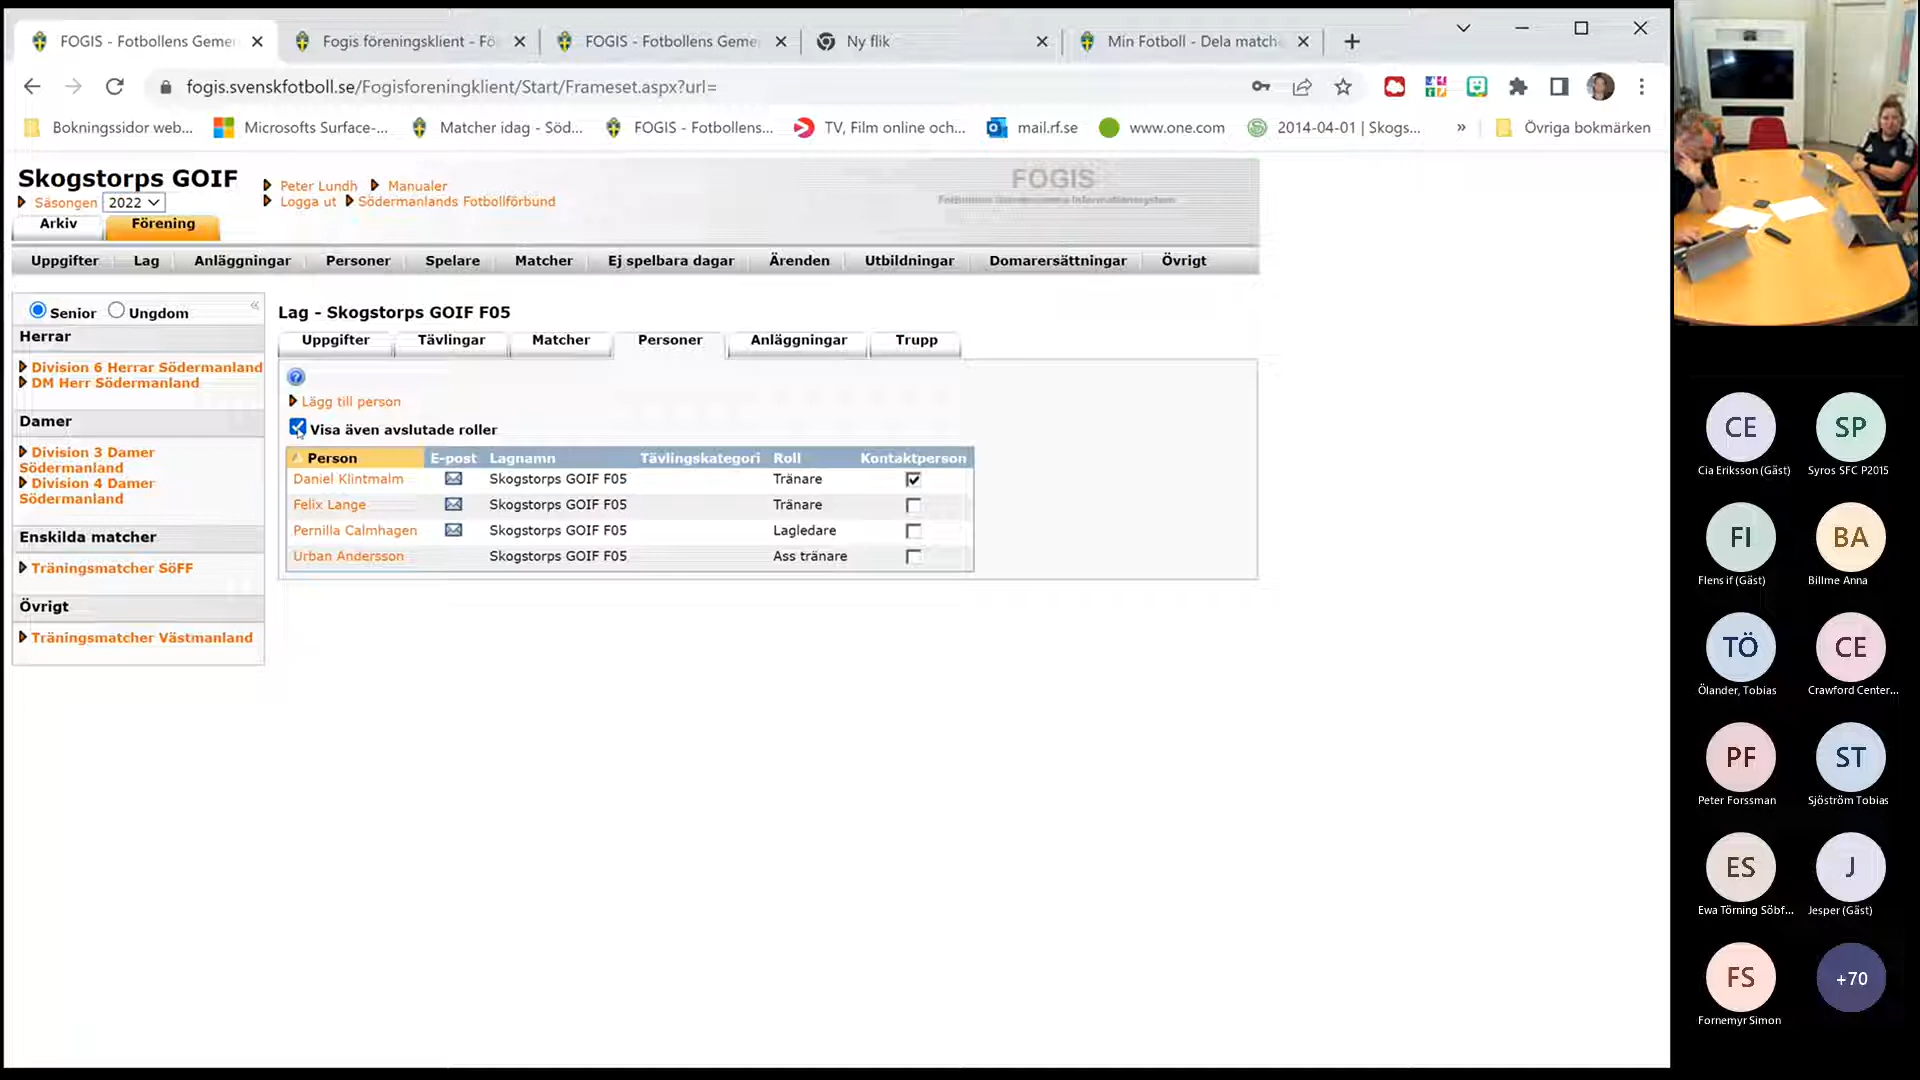 FOGIS - Fotbollens Gemei
Fogis föreningsklient - Fö
FOGIS - Fotbollens Geme
Ny flik
Min Fotboll - Dela match
fogis.svenskfotboll.se/Fogisforeningklient/Start/Frameset.aspx?url=
Bokningssidor web...
Microsofts Surface-...
Matcher idag - Söd...
FOGIS - Fotbollens...
TV, Film online och...
mail.rf.se
www.one.com
2014-04-01 | Skogs...
»
Övriga bokmärken
Skogstorps GOIF
Säsongen 2022
Peter Lundh Manualer
Logga ut Södermanlands Fotbollförbund
FOGIS
Fotbollens Gemensamma Informationssystem
Arkiv Förening
Uppgifter Lag Anläggningar Personer Spelare Matcher Ej spelbara dagar Ärenden Utbildningar Domarersättningar Övrigt
Senior Ungdom «
Herrar
Division 6 Herrar Södermanland
DM Herr Södermanland
Damer
Division 3 Damer
Södermanland
Division 4 Damer
Södermanland
Enskilda matcher
Träningsmatcher SöFF
Övrigt
Träningsmatcher Västmanland
Lag - Skogstorps GOIF F05
Uppgifter Tävlingar Matcher Personer Anläggningar Trupp
?
Lägg till person
Visa även avslutade roller
Person E-post Lagnamn Tävlingskategori Roll Kontaktperson
Daniel Klintmalm Skogstorps GOIF F05 Tränare
Felix Lange Skogstorps GOIF F05 Tränare
Pernilla Calmhagen Skogstorps GOIF F05 Lagledare
Urban Andersson Skogstorps GOIF F05 Ass tränare
CE SP
Cia Eriksson (Gäst) Syros SFC P2015
FI BA
Flens if (Gäst) Billme Anna
TÖ CE
Ölander, Tobias Crawford Center...
PF ST
Peter Forssman Sjöström Tobias
ES J
Ewa Törning Söbf... Jesper (Gäst)
FS +70
Fornemyr Simon